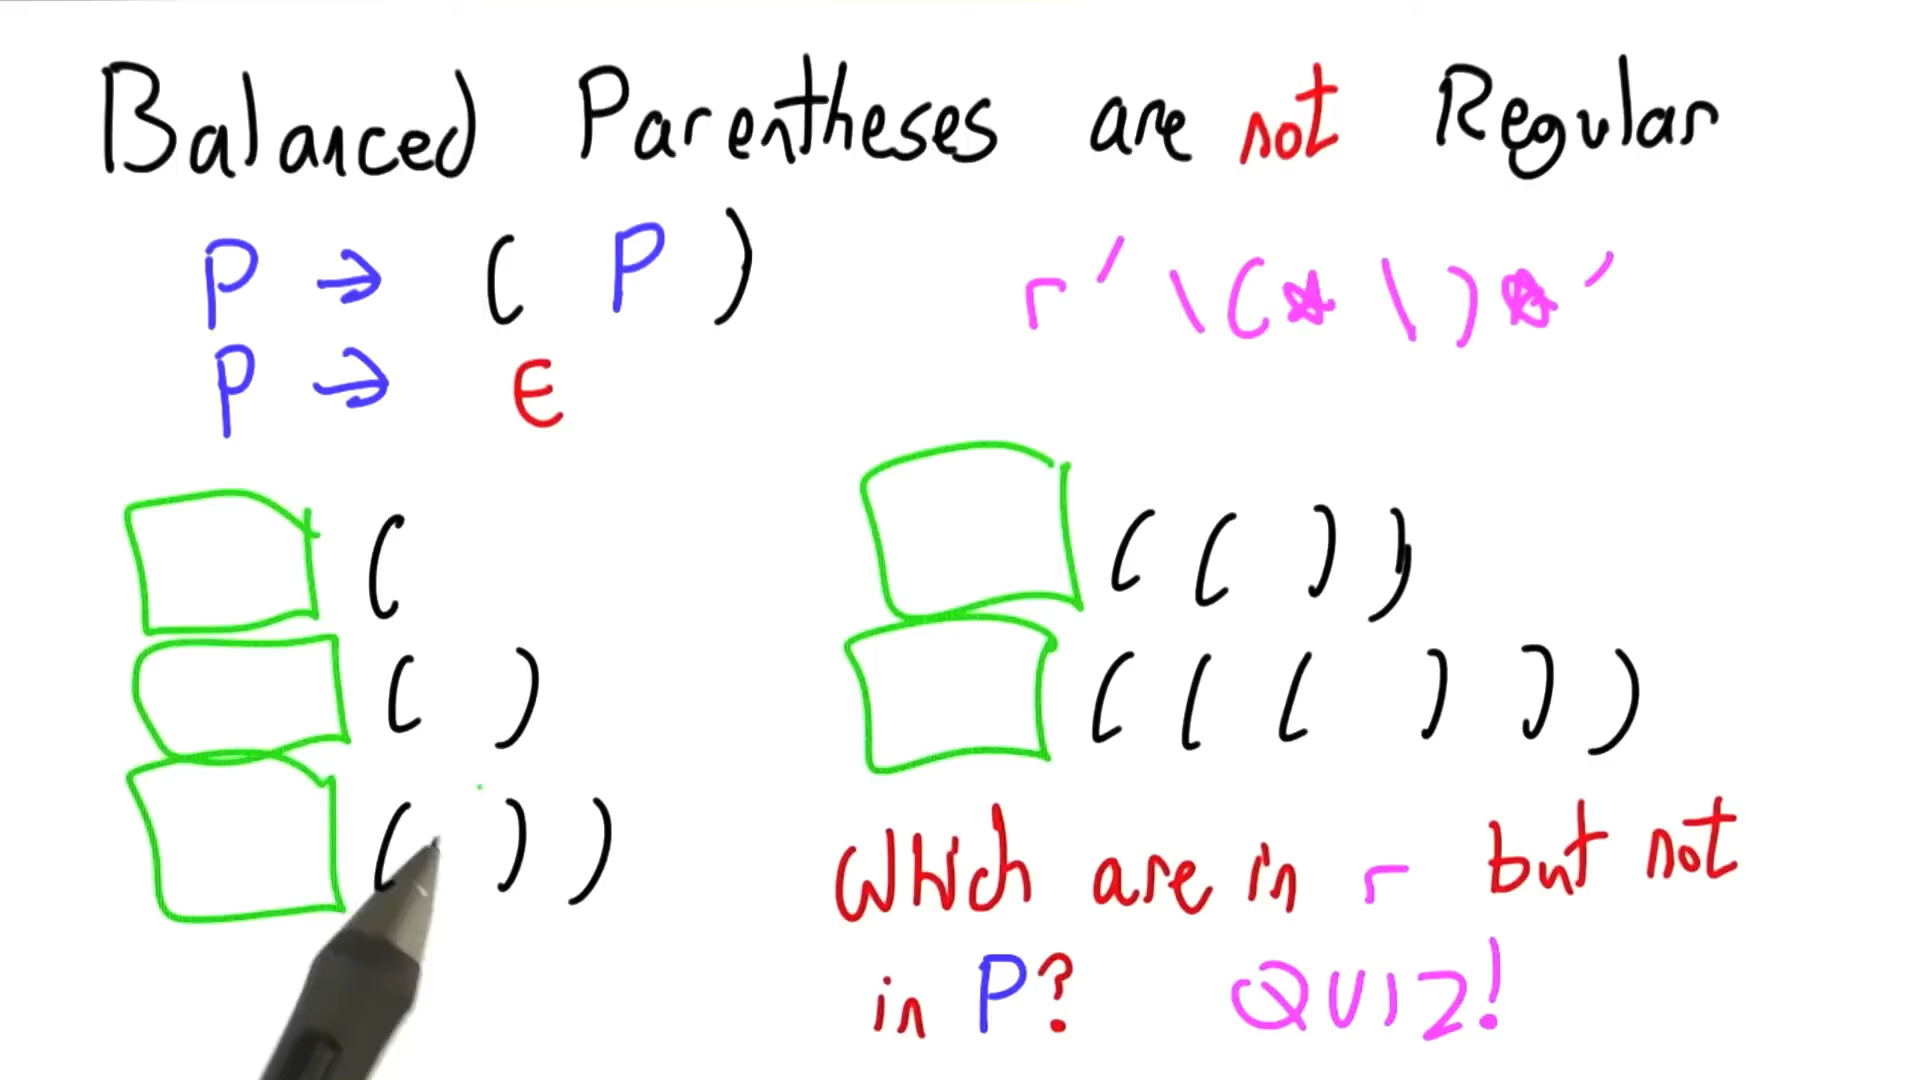 Balanced Parentheses are not Regular
P → ( P )
r'\(*\)*'
P → ϵ
(
( )
( ) )
( ( ) )
( ( ( ) ) )
Which are in r but not
in P? QUIZ!